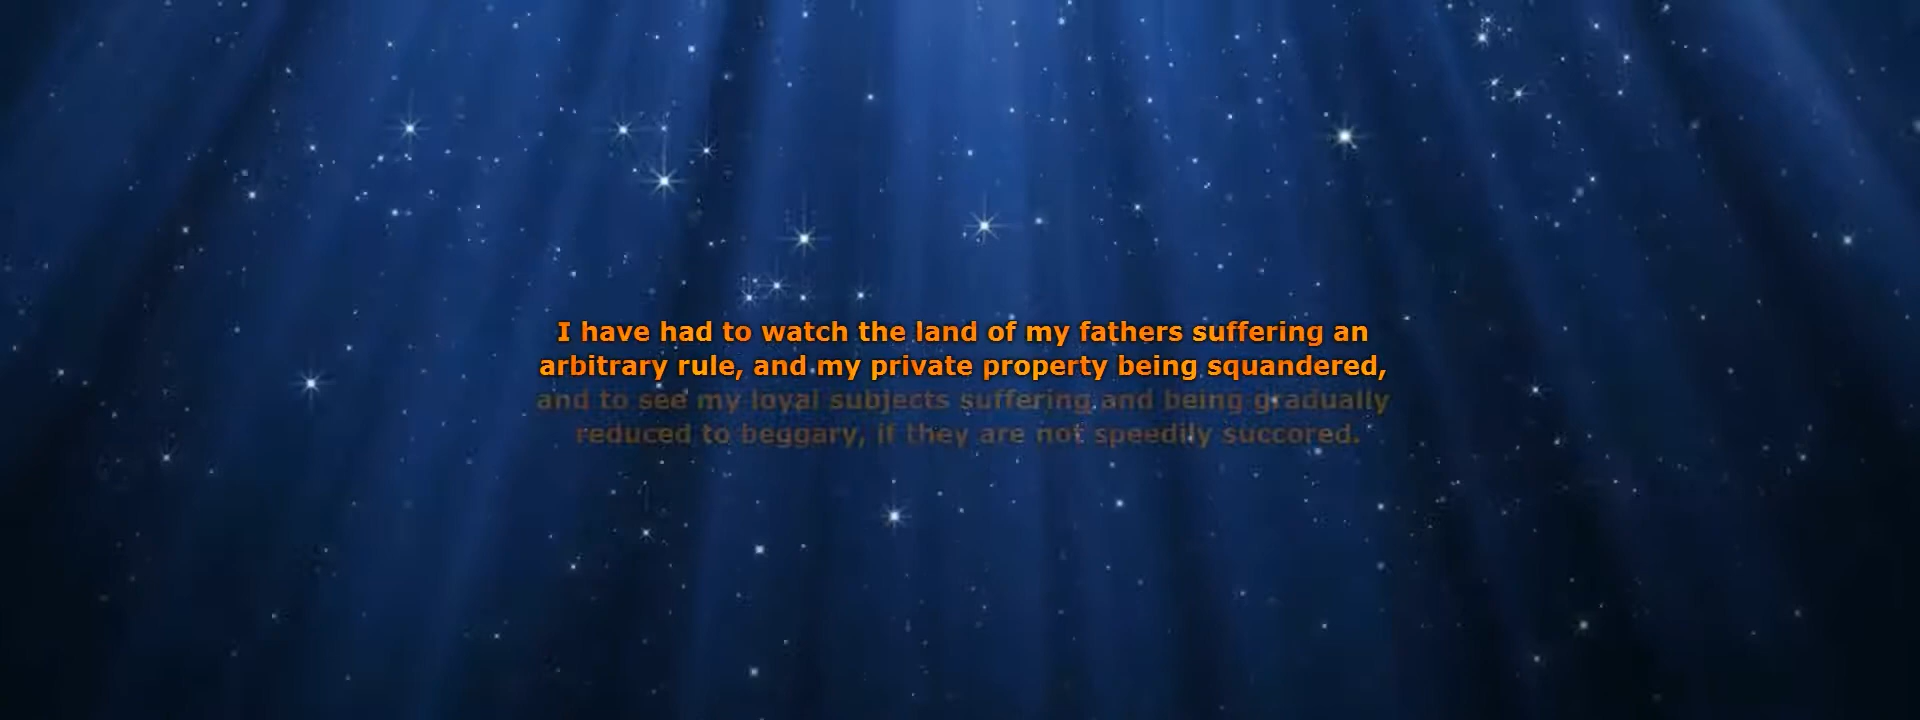 I have had to watch the land of my fathers suffering an
arbitrary rule, and my private property being squandered,
and to see my loyal subjects suffering and being gradually
reduced to beggary, if they are not speedily succored.